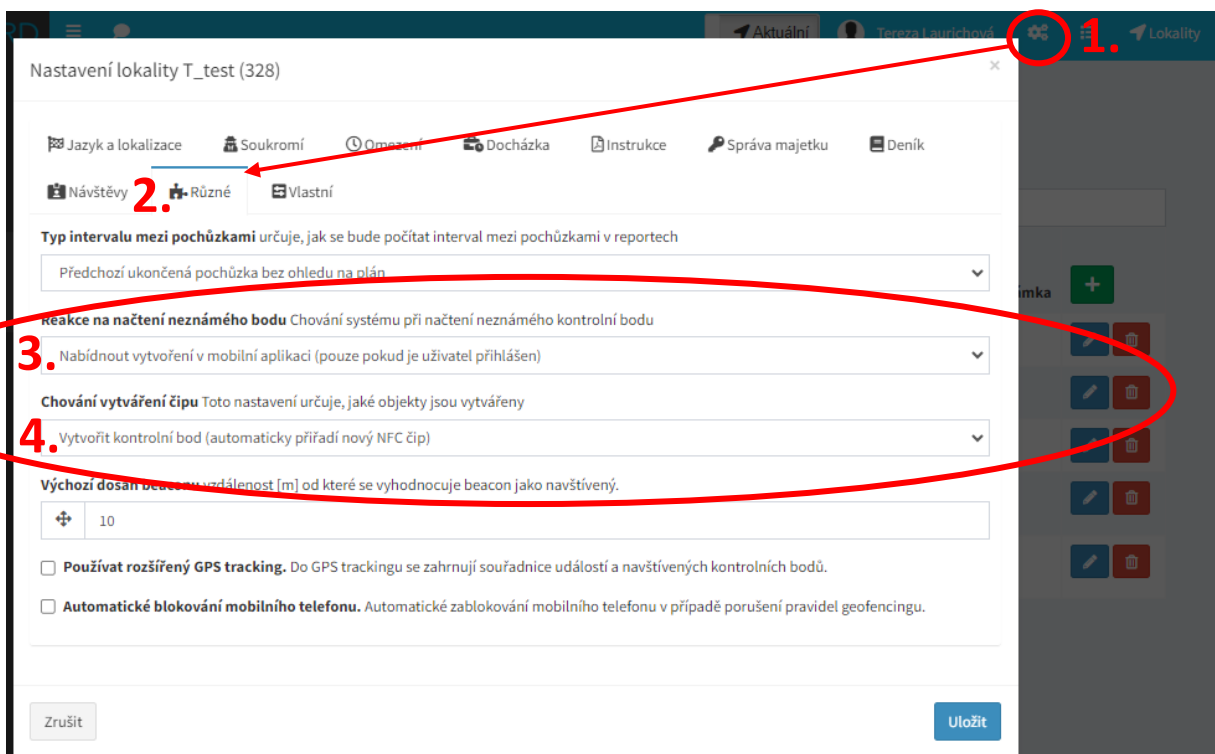 RD Aktuální Tereza Laurichová 1. Lokality
Nastavení lokality T_test (328) ×
Jazyk a lokalizace Soukromí Omezení Docházka Instrukce Správa majetku Deník
Návštěvy 2. Různé Vlastní
Typ intervalu mezi pochůzkami určuje, jak se bude počítat interval mezi pochůzkami v reportech
Předchozí ukončená pochůzka bez ohledu na plán
ámka +
Reakce na načtení neznámého bodu Chování systému při načtení neznámého kontrolní bodu
3. Nabídnout vytvoření v mobilní aplikaci (pouze pokud je uživatel přihlášen)
Chování vytváření čipu Toto nastavení určuje, jaké objekty jsou vytvářeny
4. Vytvořit kontrolní bod (automaticky přiřadí nový NFC čip)
Výchozí dosah beaconu vzdálenost [m] od které se vyhodnocuje beacon jako navštívený.
10
Používat rozšířený GPS tracking. Do GPS trackingu se zahrnují souřadnice událostí a navštívených kontrolních bodů.
Automatické blokování mobilního telefonu. Automatické zablokování mobilního telefonu v případě porušení pravidel geofencingu.
Zrušit Uložit